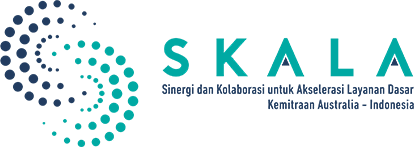 SKALA
Sinergi dan Kolaborasi untuk Akselerasi Layanan Dasar
Kemitraan Australia – Indonesia